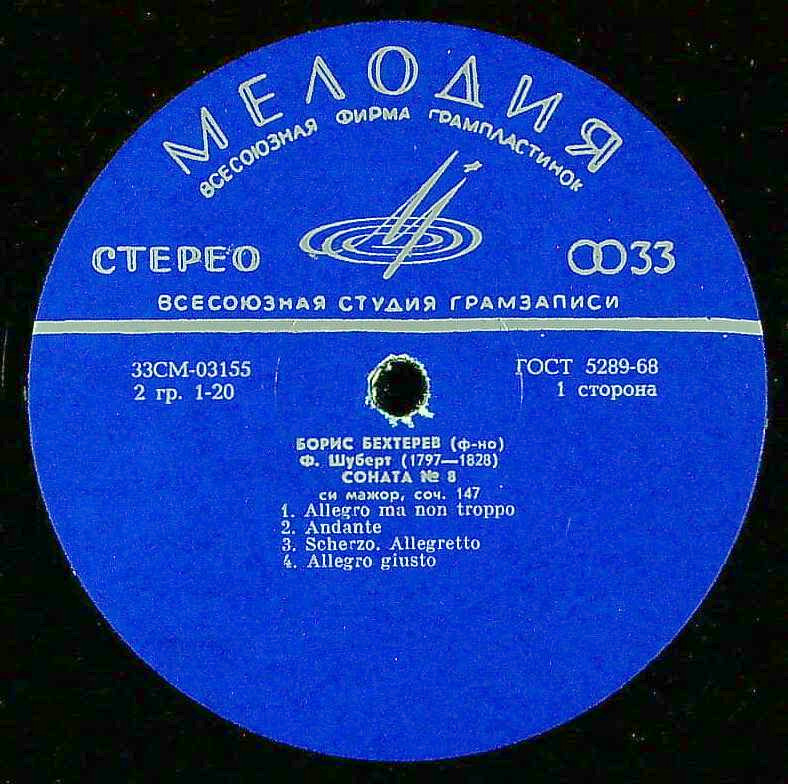 МЕЛОДИЯ
ВСЕСОЮЗНАЯ ФИРМА ГРАМПЛАСТИНОК
СТЕРЕО
33
ВСЕСОЮЗНАЯ СТУДИЯ ГРАМЗАПИСИ
33СМ-03155
ГОСТ 5289-68
2 гр. 1-20
1 сторона
БОРИС БЕХТЕРЕВ (ф-но)
Ф. Шуберт (1797—1828)
СОНАТА № 8
си мажор, соч. 147
1. Allegro ma non troppo
2. Andante
3. Scherzo. Allegretto
4. Allegro giusto